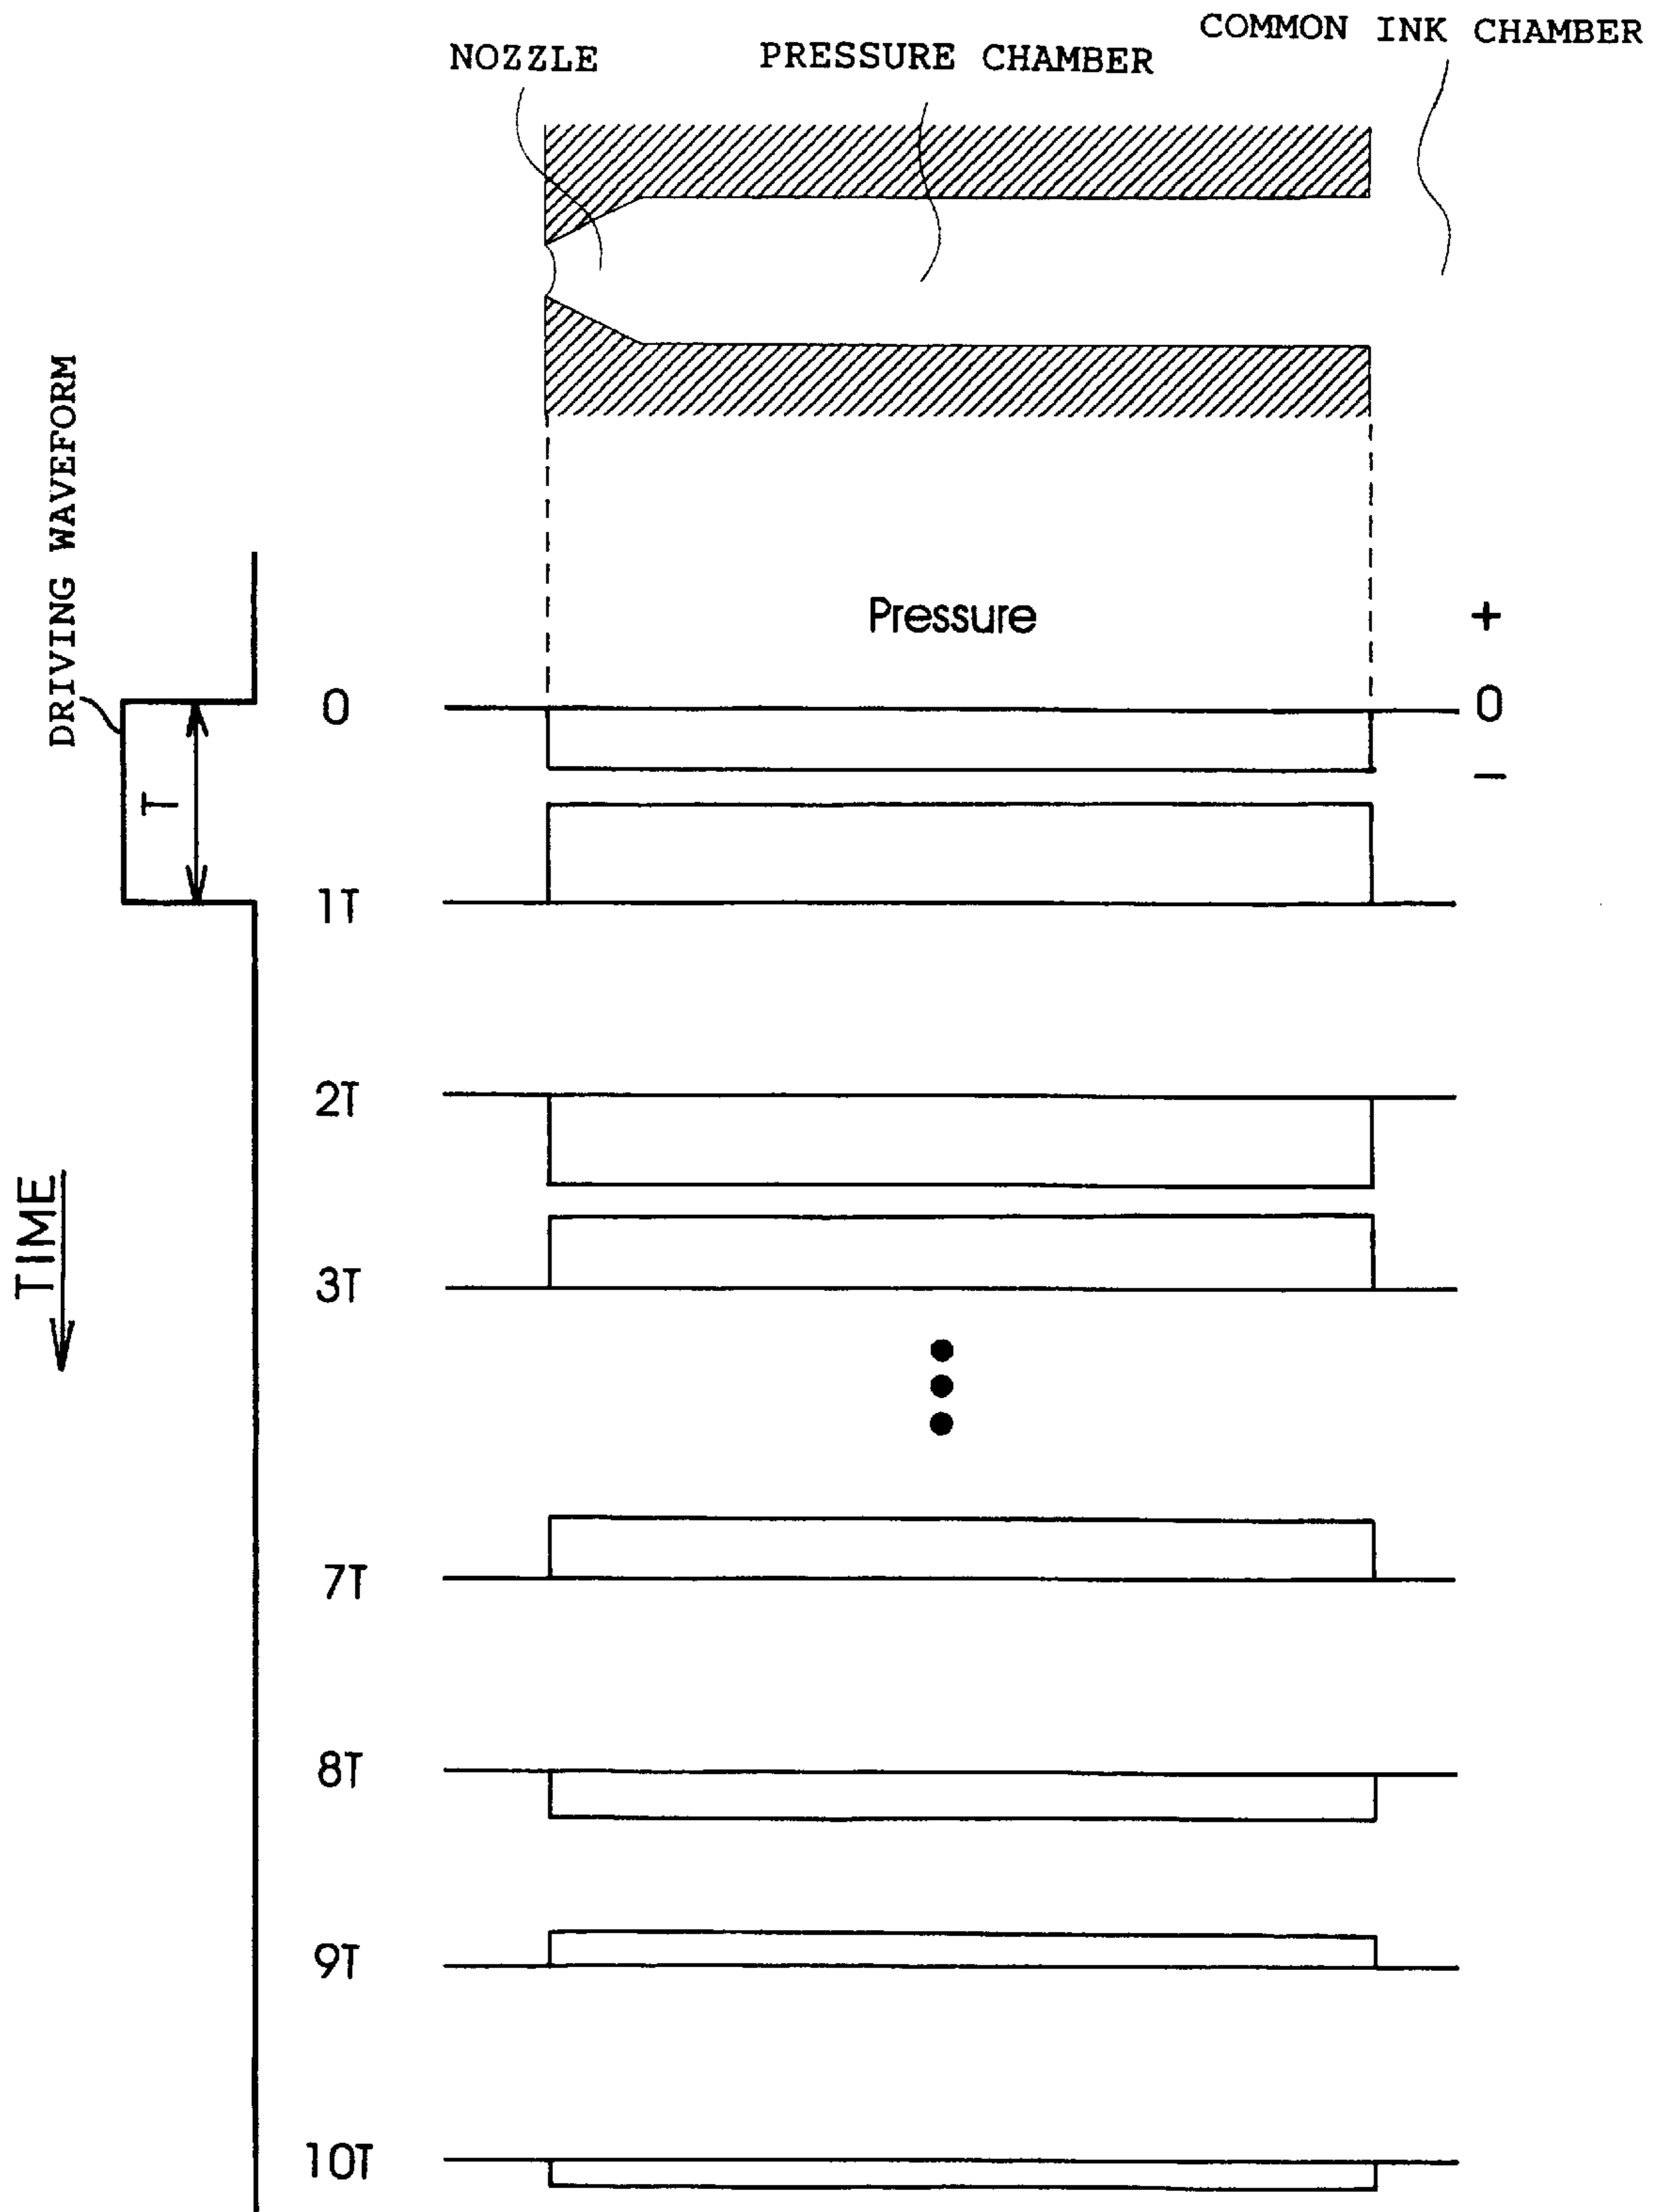 COMMON INK CHAMBER
NOZZLE
PRESSURE CHAMBER
DRIVING WAVEFORM
Pressure
+
0
0
−
T
1T
2T
TIME
3T
7T
8T
9T
10T